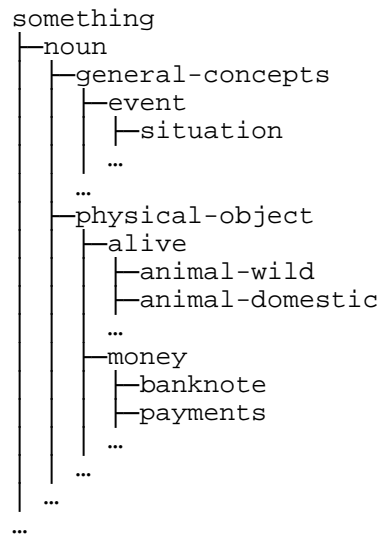 something
noun
general-concepts
event
situation
…
…
physical-object
alive
animal-wild
animal-domestic
…
money
banknote
payments
…
…
…
…